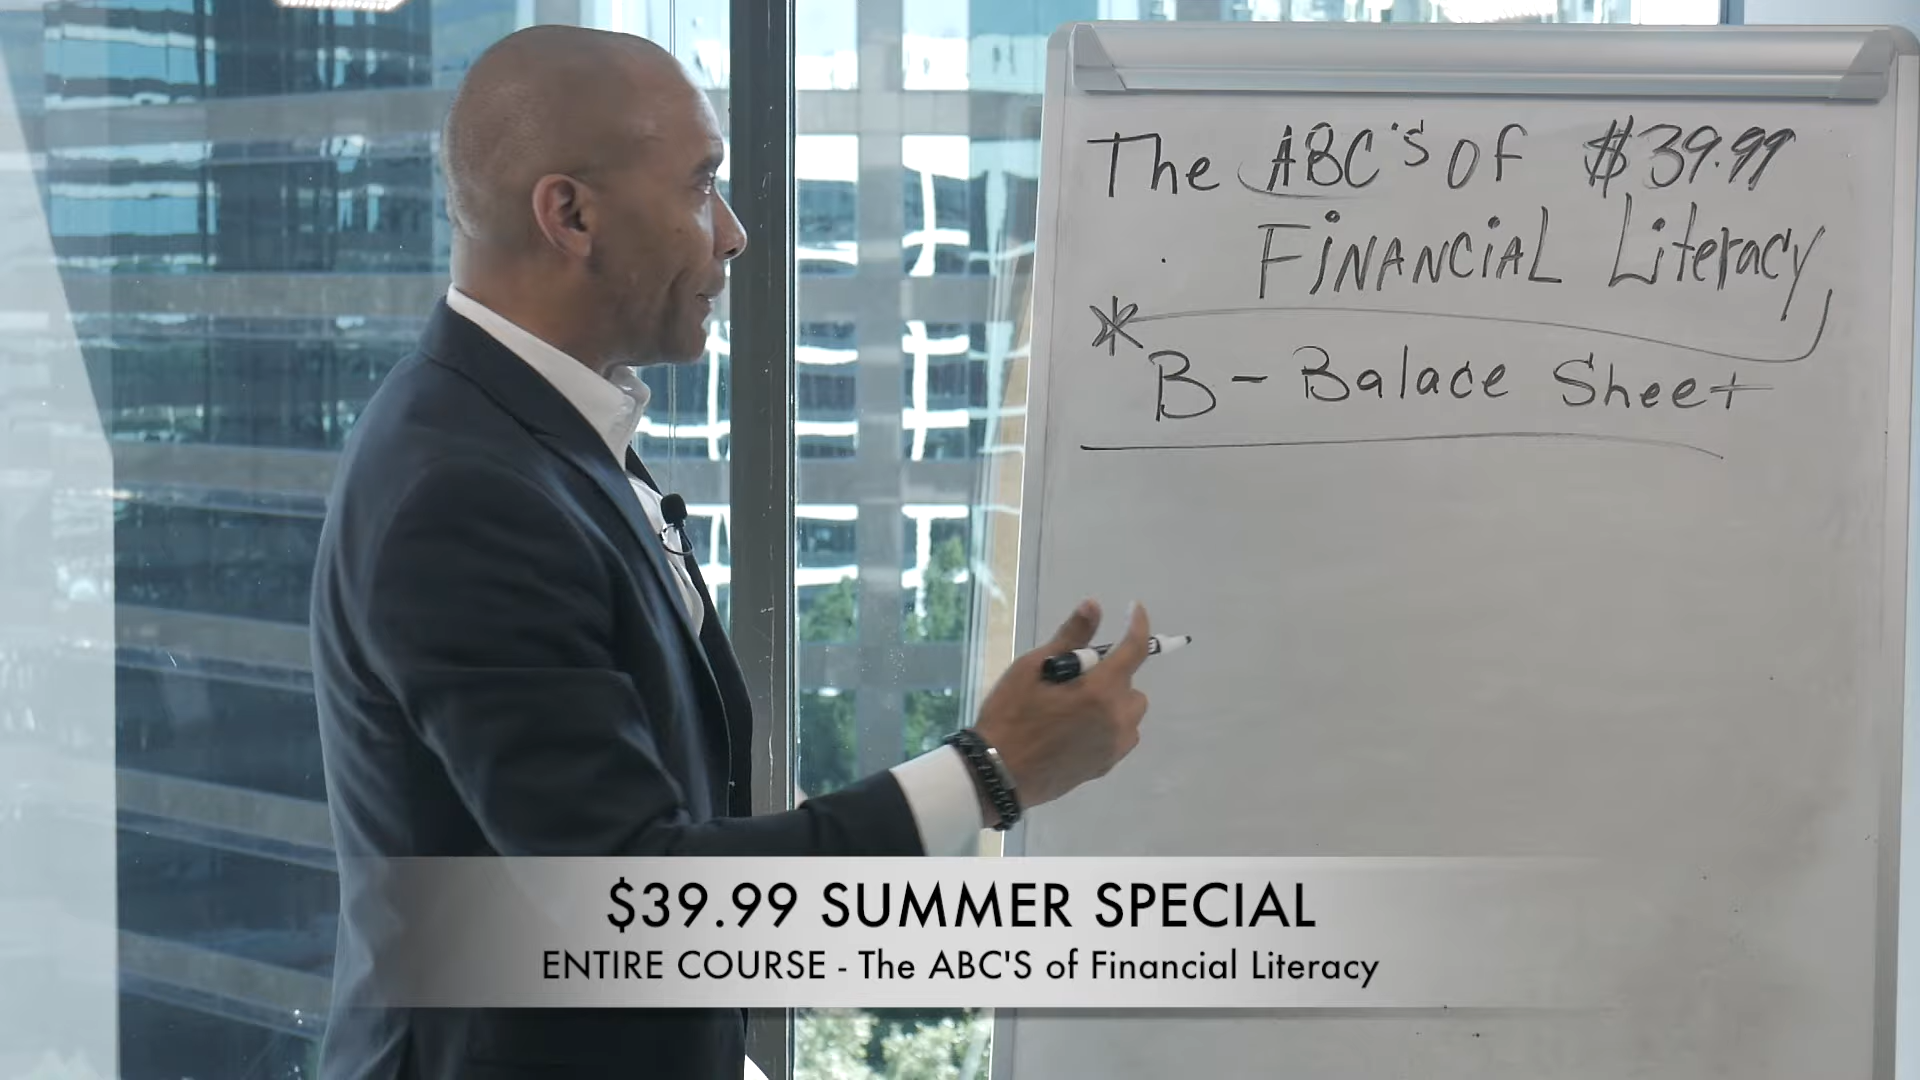 The ABC'S OF $39.99
FINANCIAL Literacy
* B - Balace Sheet
$39.99 SUMMER SPECIAL
ENTIRE COURSE - The ABC'S of Financial Literacy